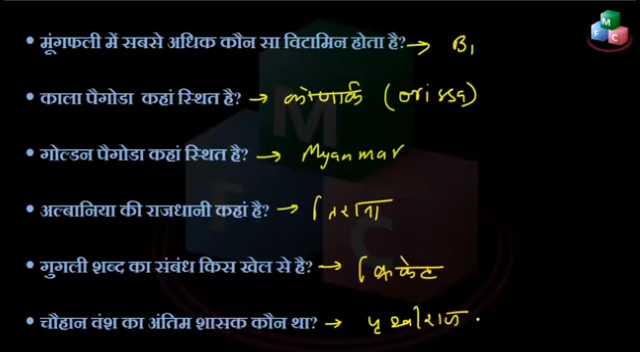 • मूंगफली में सबसे अधिक कौन सा विटामिन होता है? → B₁
• काला पैगोडा कहां स्थित है? → कोणार्क (orissa)
• गोल्डन पैगोडा कहां स्थित है? → Myanmar
• अल्बानिया की राजधानी कहां है? → तिराना
• गुगली शब्द का संबंध किस खेल से है? → क्रिकेट
• चौहान वंश का अंतिम शासक कौन था? → पृथ्वीराज
M
F C
M
F
C